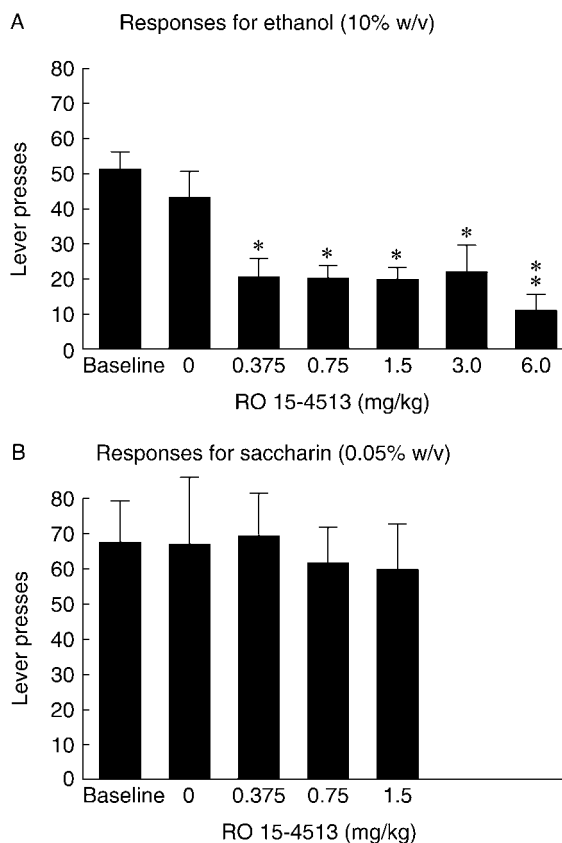 A Responses for ethanol (10% w/v)
Lever presses
80
70
60
50
40
30
20
10
0
* * * * * *
Baseline 0 0.375 0.75 1.5 3.0 6.0
RO 15-4513 (mg/kg)
B Responses for saccharin (0.05% w/v)
Lever presses
80
70
60
50
40
30
20
10
0
Baseline 0 0.375 0.75 1.5
RO 15-4513 (mg/kg)